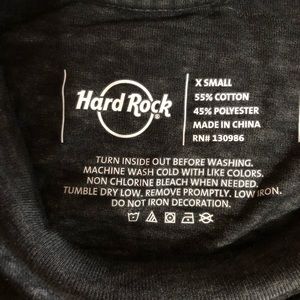 Hard Rock
X SMALL
55% COTTON
45% POLYESTER
MADE IN CHINA
RN# 130986
TURN INSIDE OUT BEFORE WASHING.
MACHINE WASH COLD WITH LIKE COLORS.
NON CHLORINE BLEACH WHEN NEEDED.
TUMBLE DRY LOW. REMOVE PROMPTLY. LOW IRON.
DO NOT IRON DECORATION.